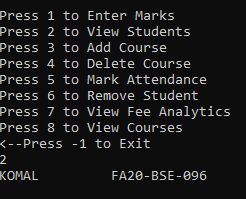 Press 1 to Enter Marks
Press 2 to View Students
Press 3 to Add Course
Press 4 to Delete Course
Press 5 to Mark Attendance
Press 6 to Remove Student
Press 7 to View Fee Analytics
Press 8 to View Courses
<--Press -1 to Exit
2
KOMAL FA20-BSE-096